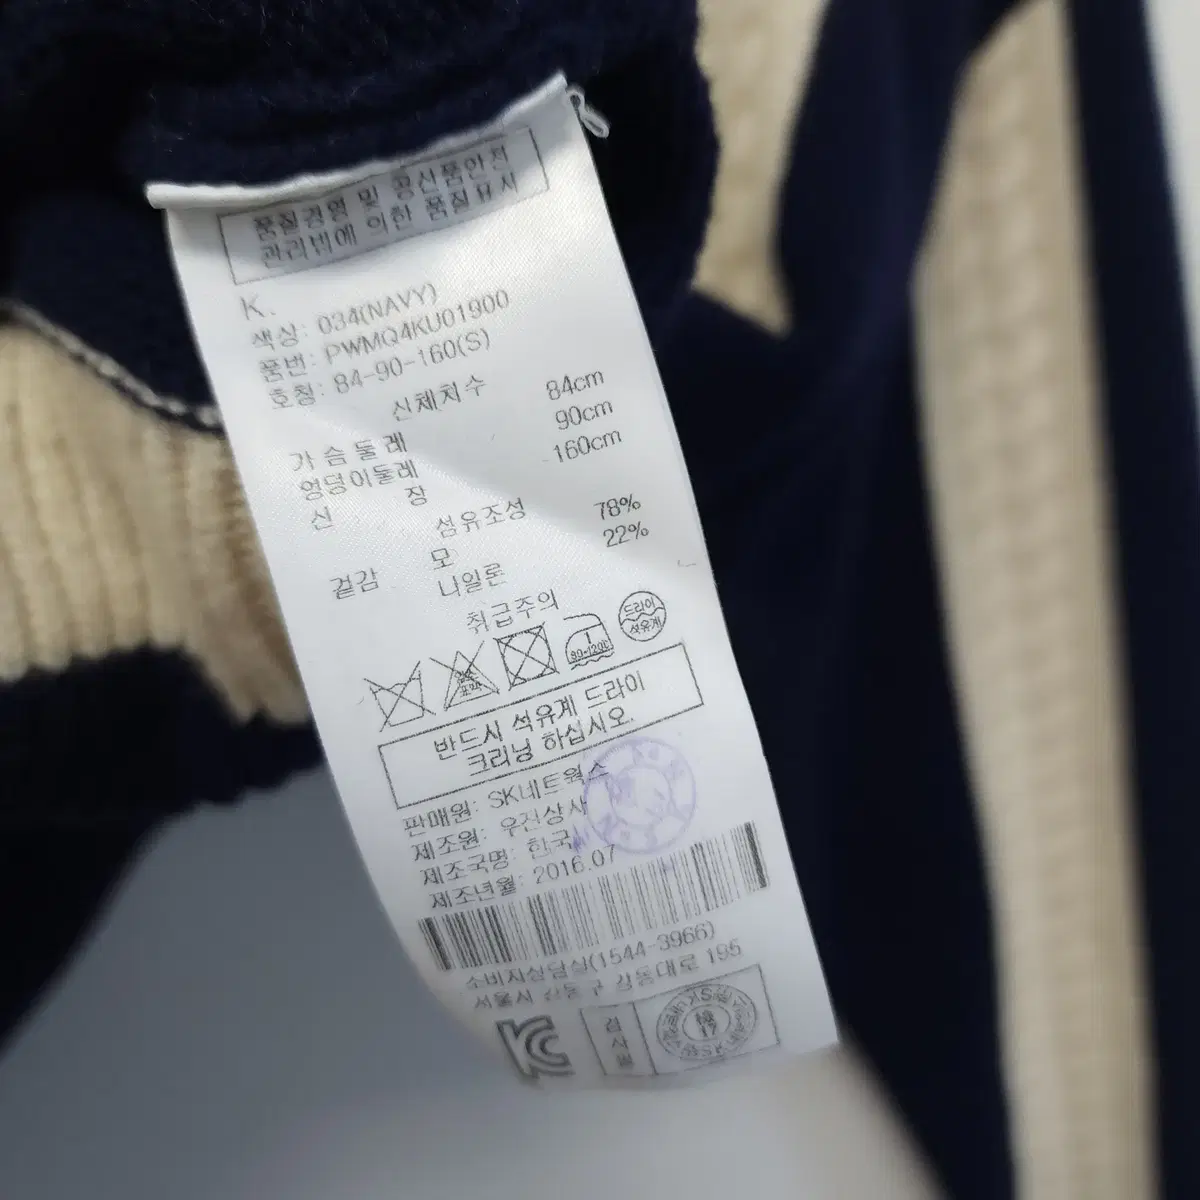 품질경영 및 공산품안전
관리법에 의한 품질표시
K.
색상: 034(NAVY)
품번: PWMQ4KU01900
호칭: 84-90-160(S)
신체치수
가 슴 둘 레 84cm
엉덩이둘레 90cm
신 장 160cm
섬유조성
겉감 모 78%
나일론 22%
취급주의
표백
90-120℃
드라이
석유계
반드시 석유계 드라이
크리닝 하십시오.
판매원: SK네트웍스
제조원: 우진상사
제조국명: 한국
제조년월: 2016.07
소비자상담실(1544-3966)
서울시 강동구 강동대로 195
KC
검사필